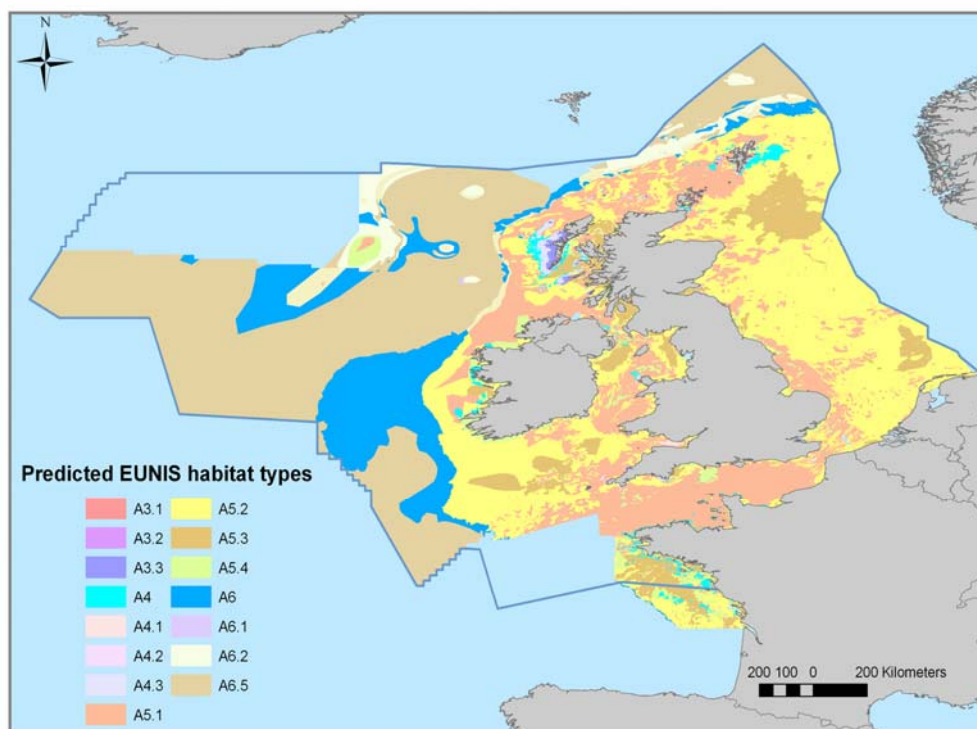 N
Predicted EUNIS habitat types
A3.1
A3.2
A3.3
A4
A4.1
A4.2
A4.3
A5.1
A5.2
A5.3
A5.4
A6
A6.1
A6.2
A6.5
200 100 0 200 Kilometers